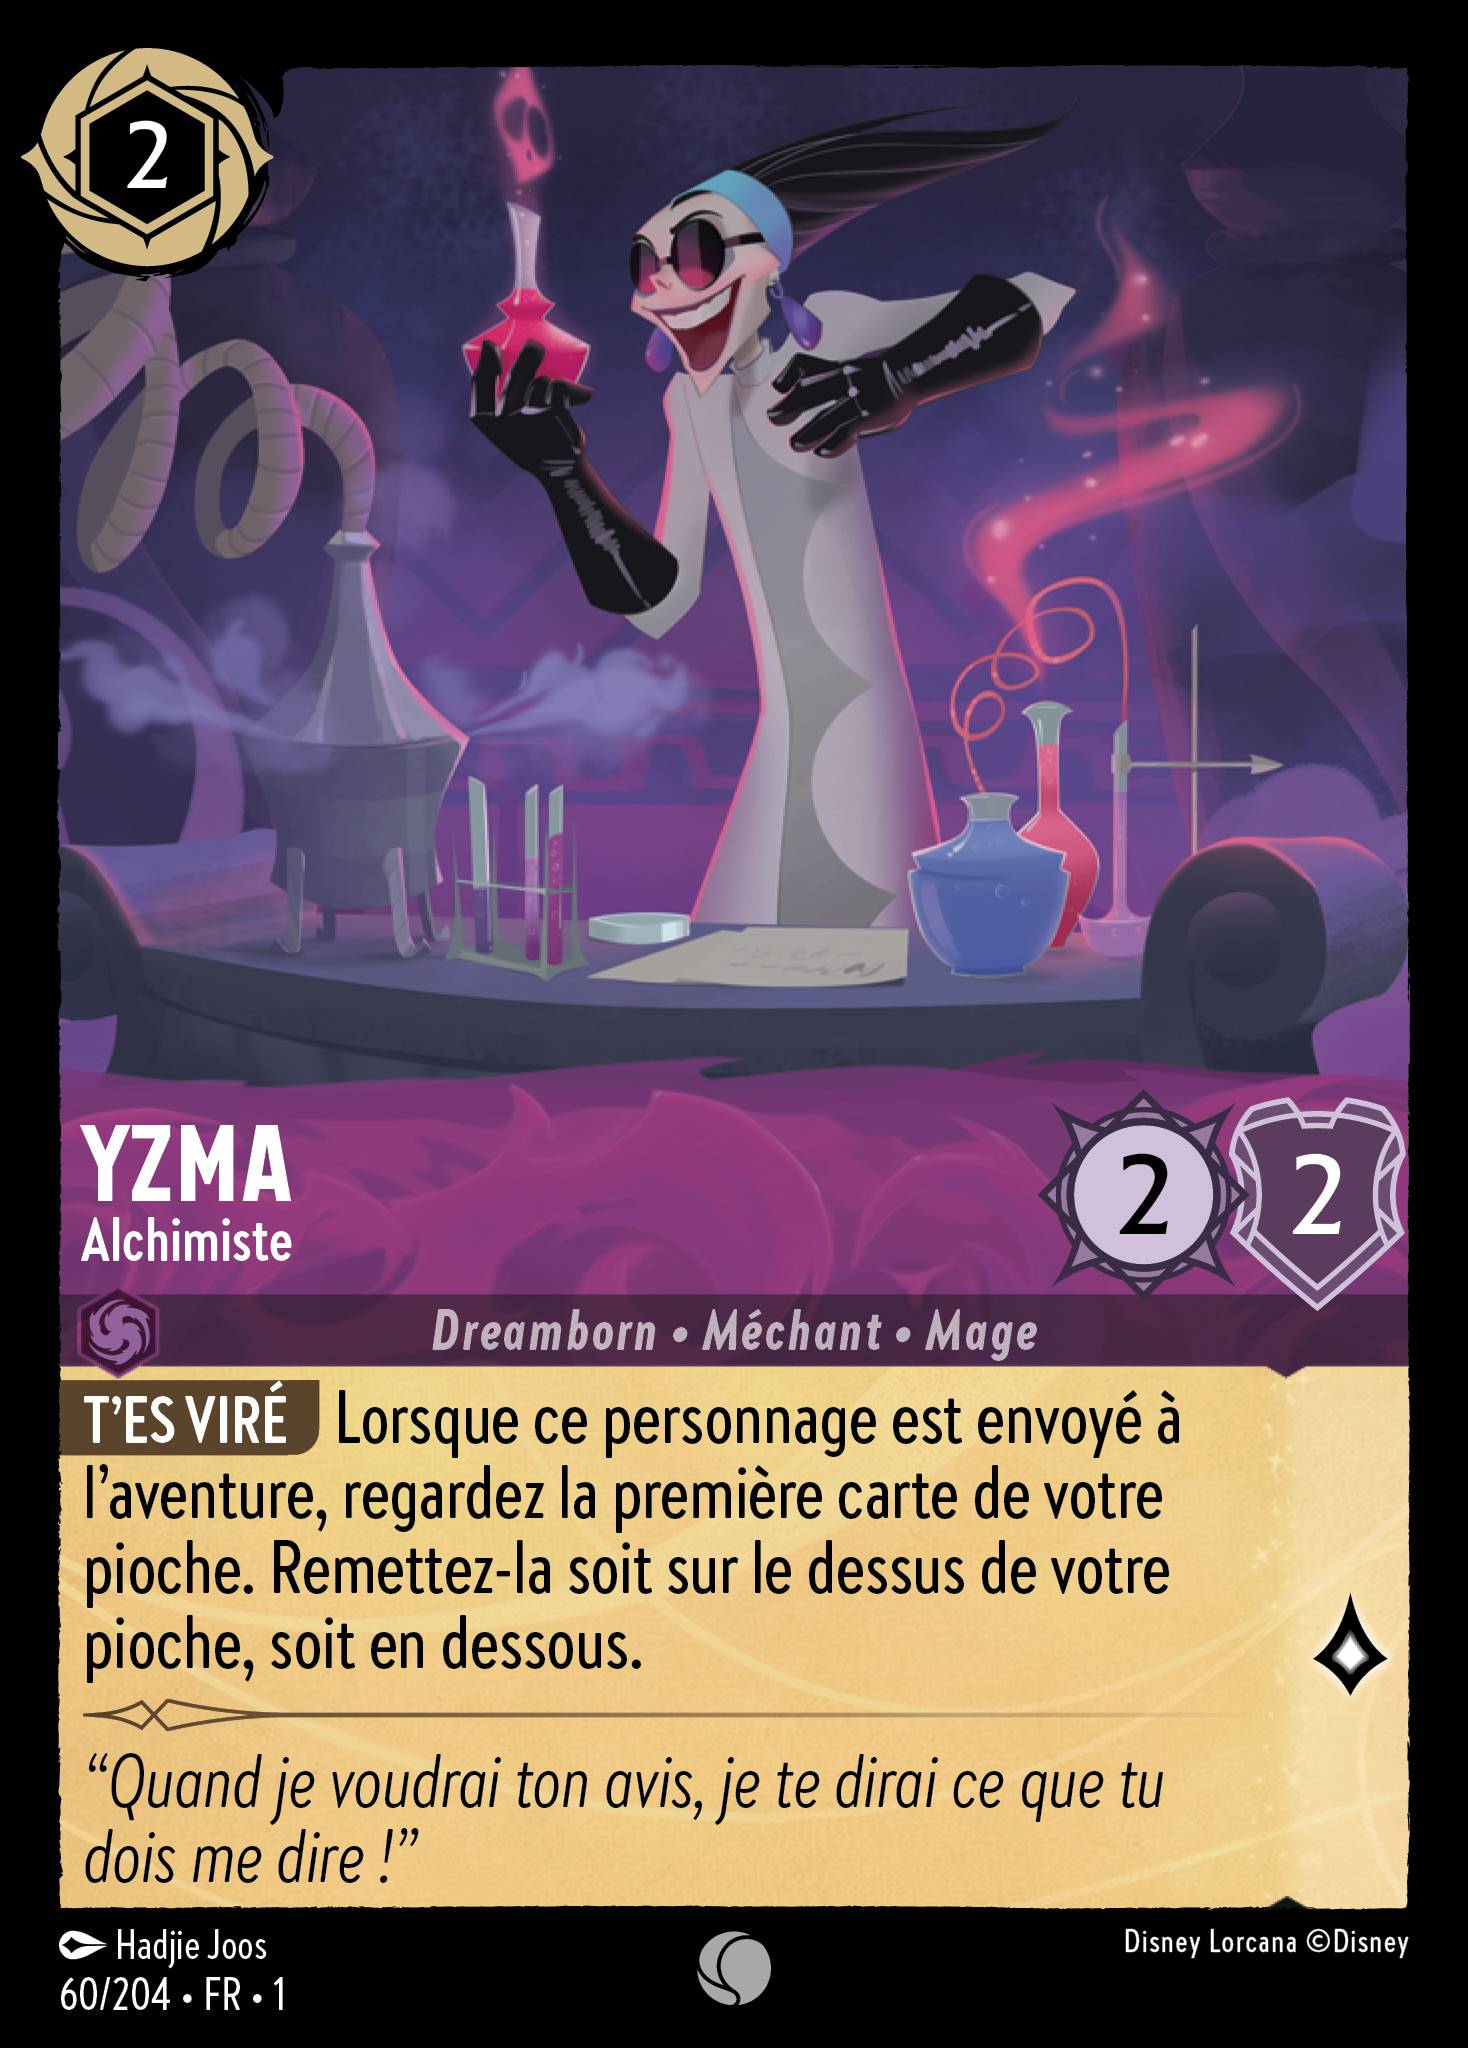 2
YZMA
Alchimiste
2
2
Dreamborn • Méchant • Mage
T’ES VIRÉ Lorsque ce personnage est envoyé à
l’aventure, regardez la première carte de votre
pioche. Remettez-la soit sur le dessus de votre
pioche, soit en dessous.
“Quand je voudrai ton avis, je te dirai ce que tu
dois me dire !”
Hadjie Joos
Disney Lorcana ©Disney
60/204 • FR • 1